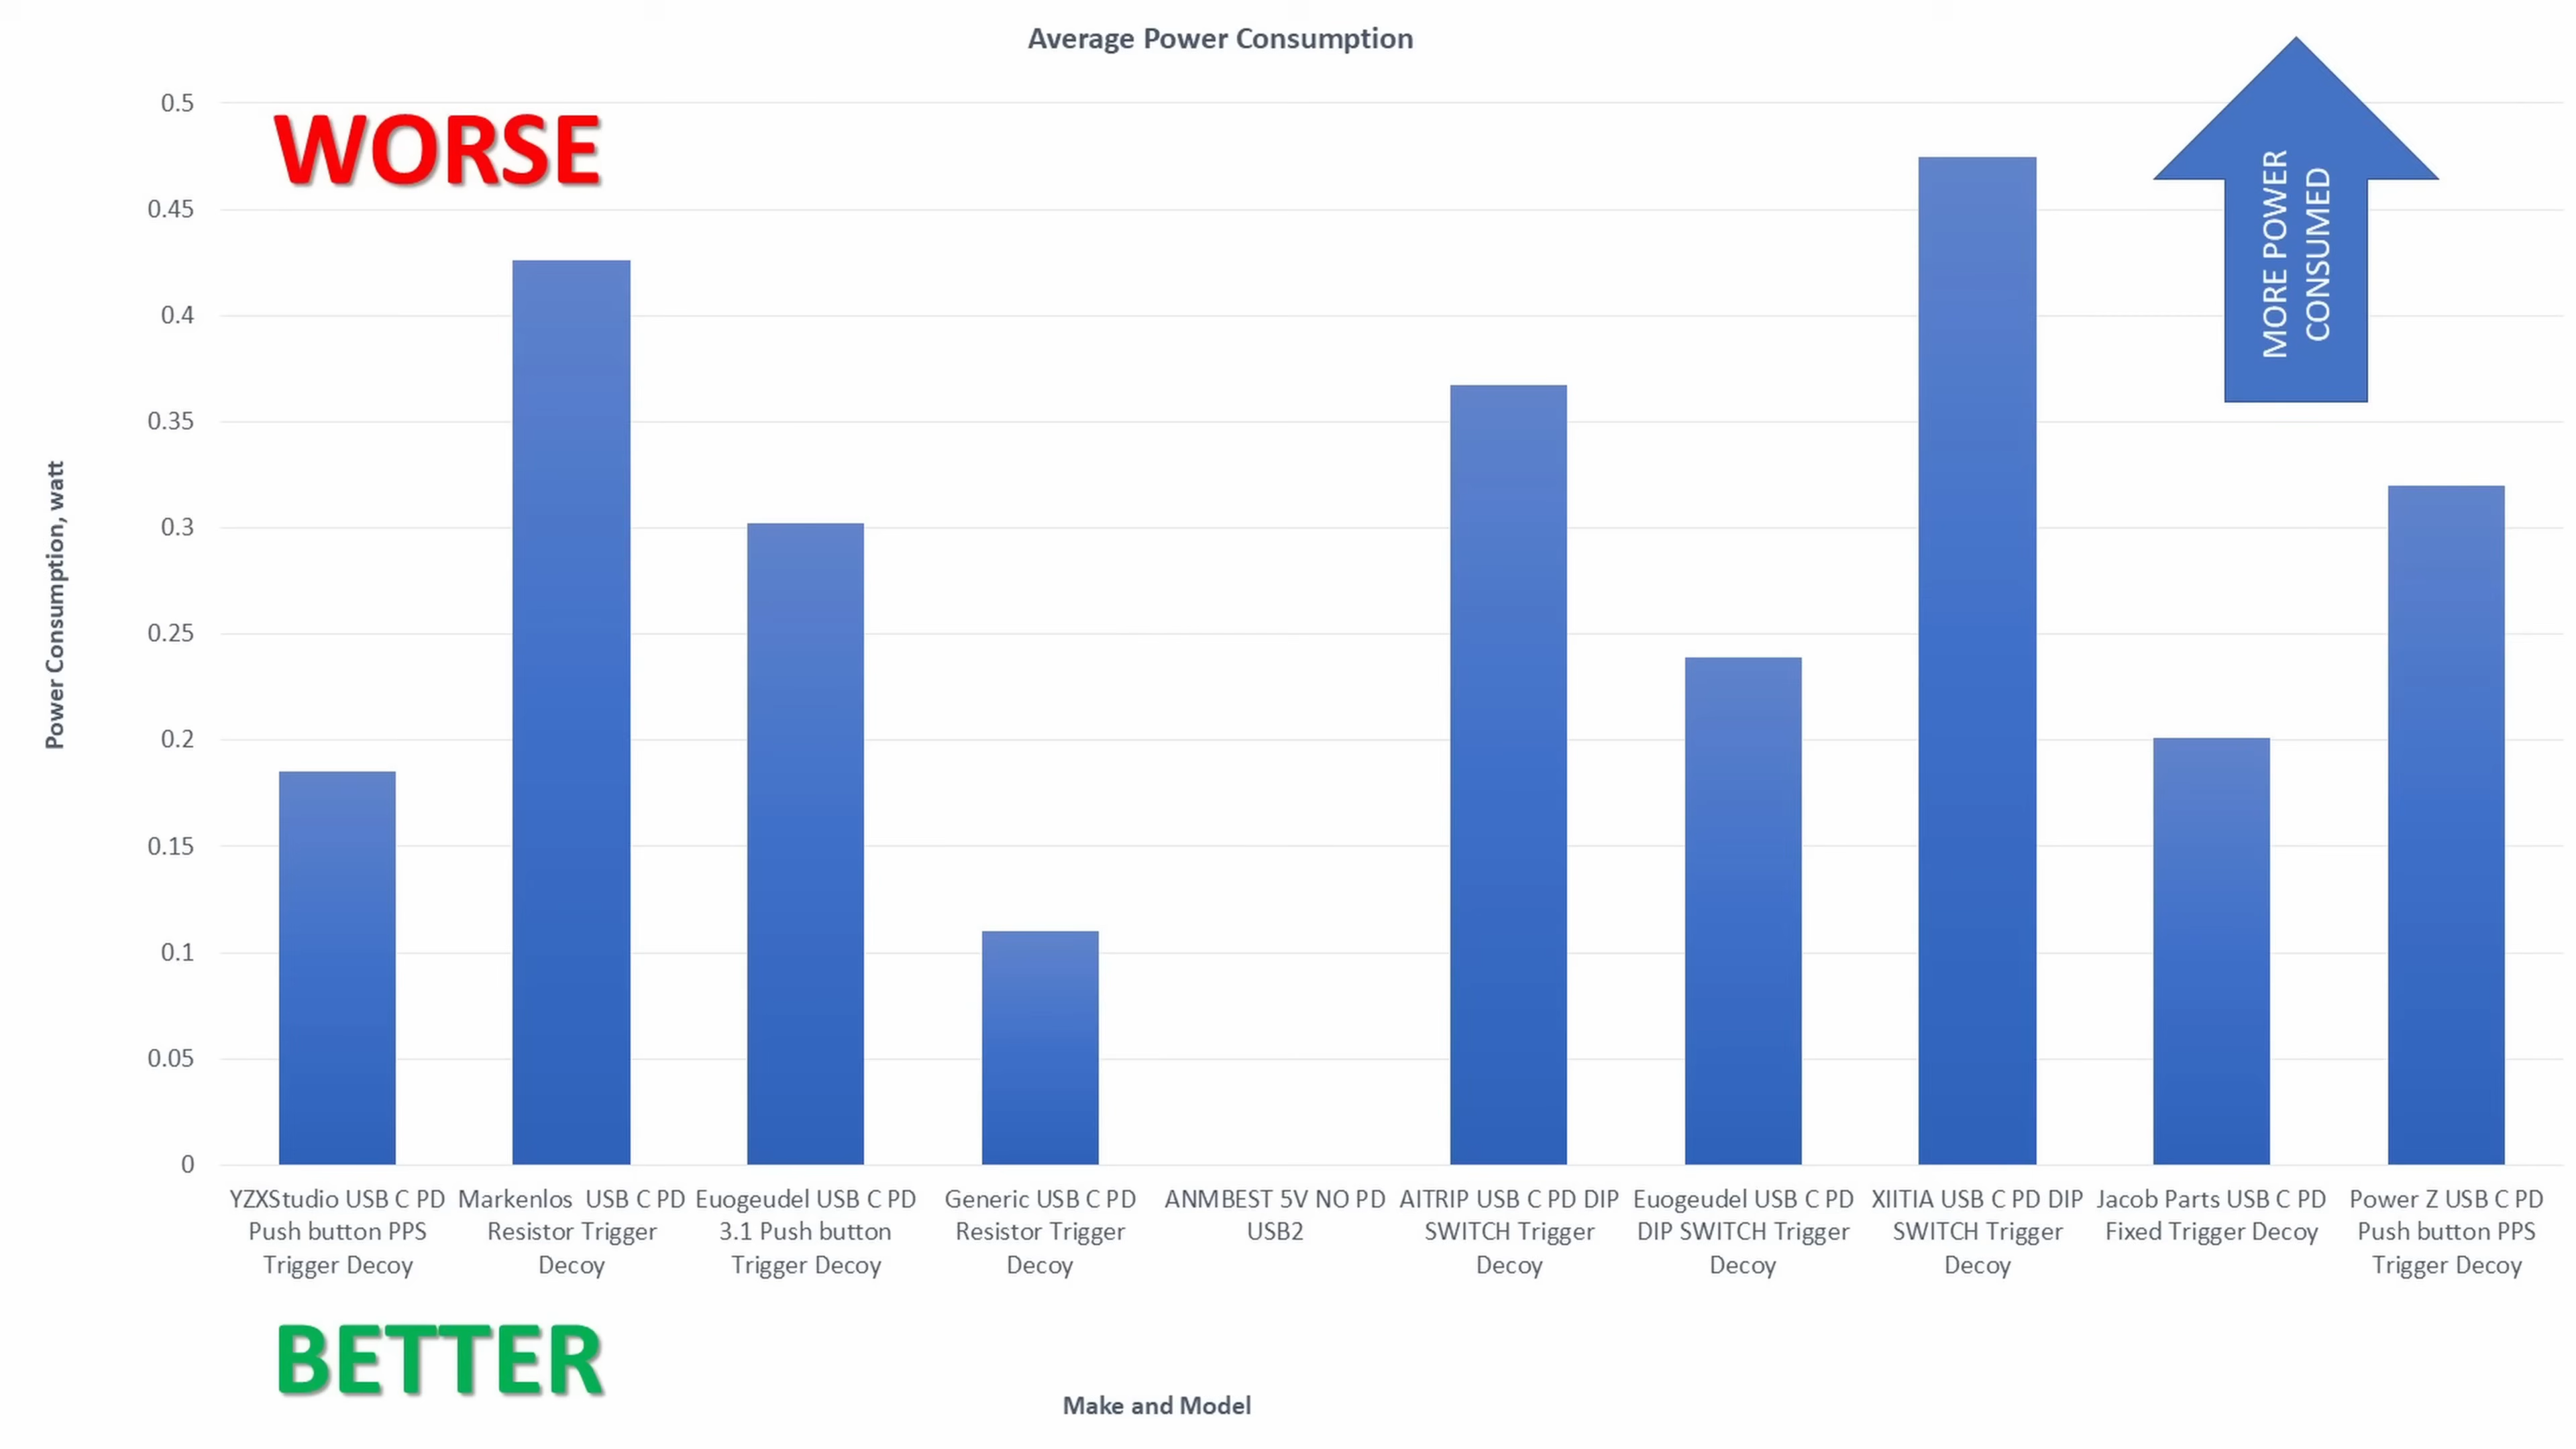 Average Power Consumption
WORSE
MORE POWER
CONSUMED
Power Consumption, watt
0.5
0.45
0.4
0.35
0.3
0.25
0.2
0.15
0.1
0.05
0
YZXStudio USB C PD
Push button PPS
Trigger Decoy
Markenlos  USB C PD
Resistor Trigger
Decoy
Euogeudel USB C PD
3.1 Push button
Trigger Decoy
Generic USB C PD
Resistor Trigger
Decoy
ANMBEST 5V NO PD
USB2
AITRIP USB C PD DIP
SWITCH Trigger
Decoy
Euogeudel USB C PD
DIP SWITCH Trigger
Decoy
XIITIA USB C PD DIP
SWITCH Trigger
Decoy
Jacob Parts USB C PD
Fixed Trigger Decoy
Power Z USB C PD
Push button PPS
Trigger Decoy
BETTER
Make and Model